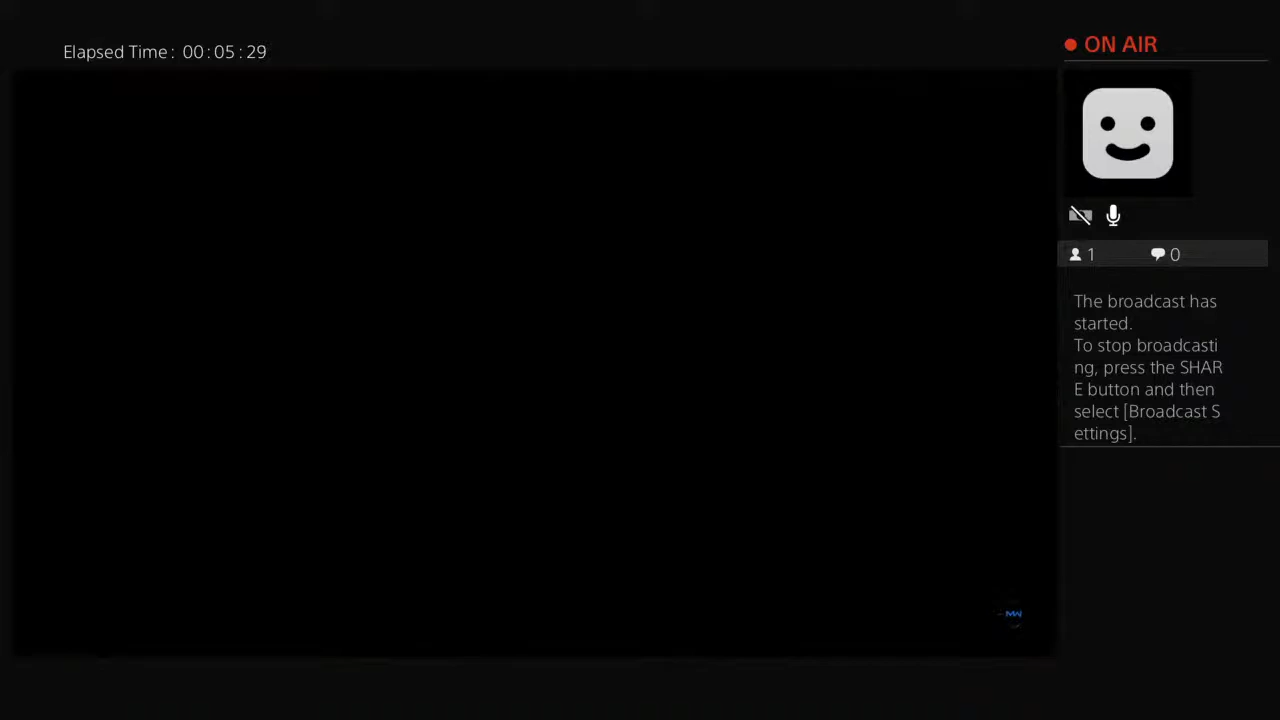 Elapsed Time: 00:05:29
ON AIR
1 0
The broadcast has
started.
To stop broadcasti
ng, press the SHAR
E button and then
select [Broadcast S
ettings].
MW